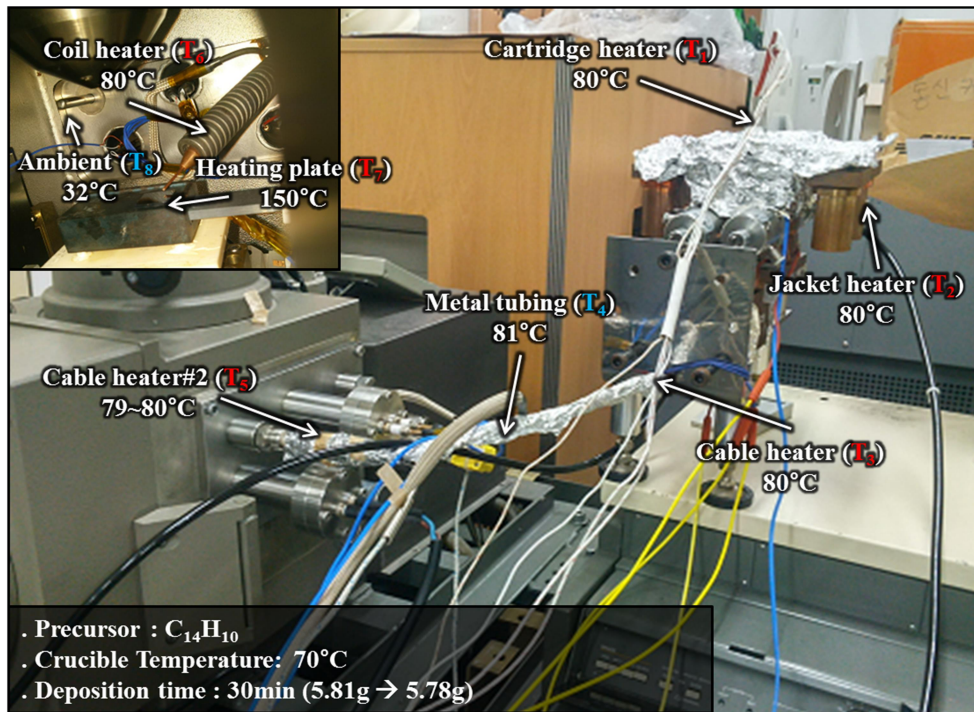 Coil heater (T₆)
80°C
Cartridge heater (T₁)
80°C
Ambient (T₈)
32°C
Heating plate (T₇)
150°C
Jacket heater (T₂)
80°C
Metal tubing (T₄)
81°C
Cable heater#2 (T₅)
79~80°C
Cable heater (T₃)
80°C
. Precursor : C₁₄H₁₀
. Crucible Temperature: 70°C
. Deposition time : 30min (5.81g → 5.78g)